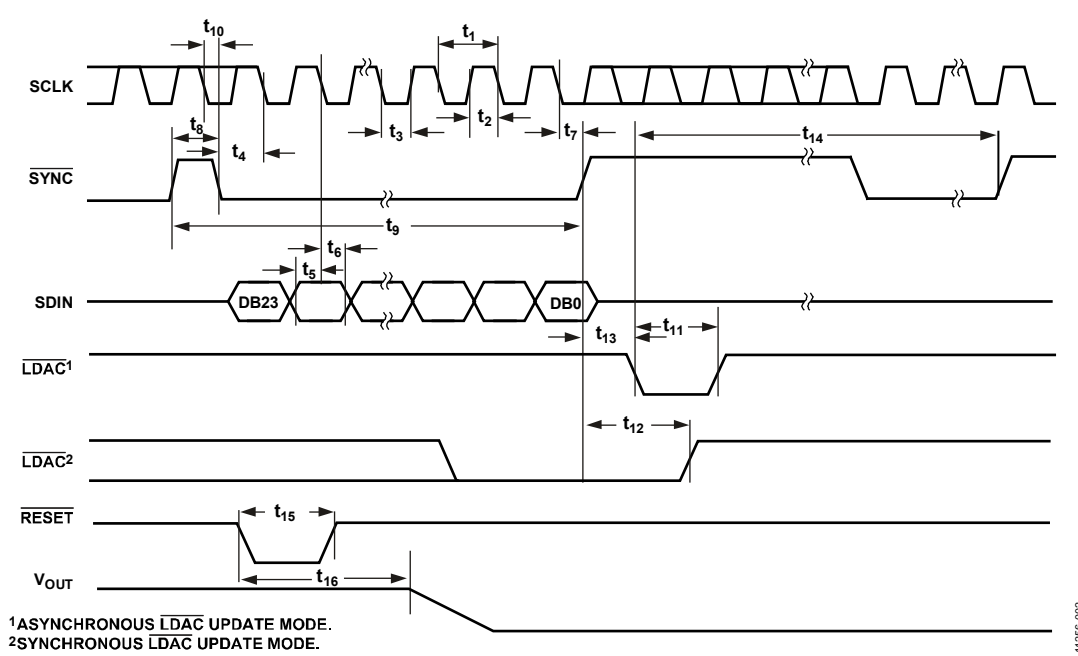 t10
t1
SCLK
t8
t4
t3
t2
t7
t14
SYNC
t9
t6
t5
SDIN
DB23
DB0
t13
t11
LDAC1
t12
LDAC2
RESET
t15
VOUT
t16
1ASYNCHRONOUS LDAC UPDATE MODE.
2SYNCHRONOUS LDAC UPDATE MODE.